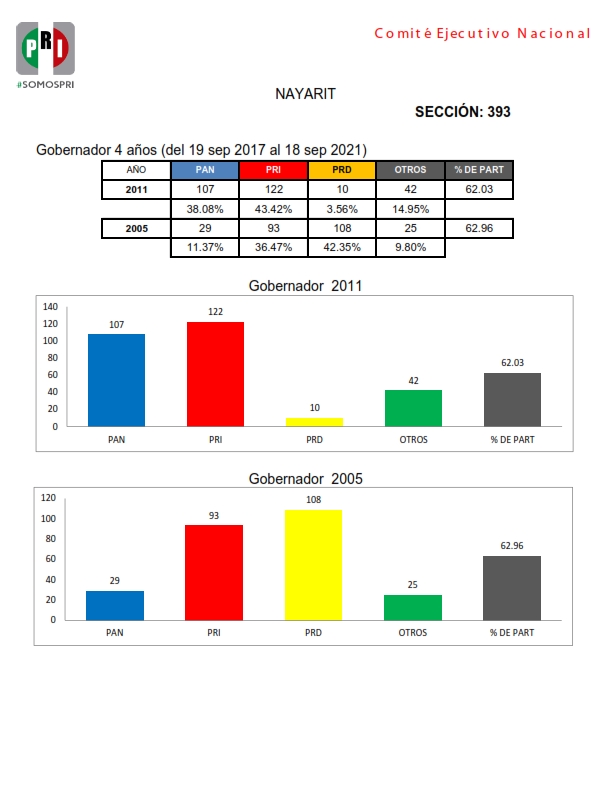 PRI
#SOMOSPRI
Comité Ejecutivo Nacional
NAYARIT
SECCIÓN: 393
Gobernador 4 años (del 19 sep 2017 al 18 sep 2021)
AÑO PAN PRI PRD OTROS % DE PART
2011 107 122 10 42 62.03
38.08% 43.42% 3.56% 14.95%
2005 29 93 108 25 62.96
11.37% 36.47% 42.35% 9.80%
Gobernador 2011
140
120
100
80
60
40
20
0
107
122
10
42
62.03
PAN PRI PRD OTROS % DE PART
Gobernador 2005
120
100
80
60
40
20
0
29
93
108
25
62.96
PAN PRI PRD OTROS % DE PART